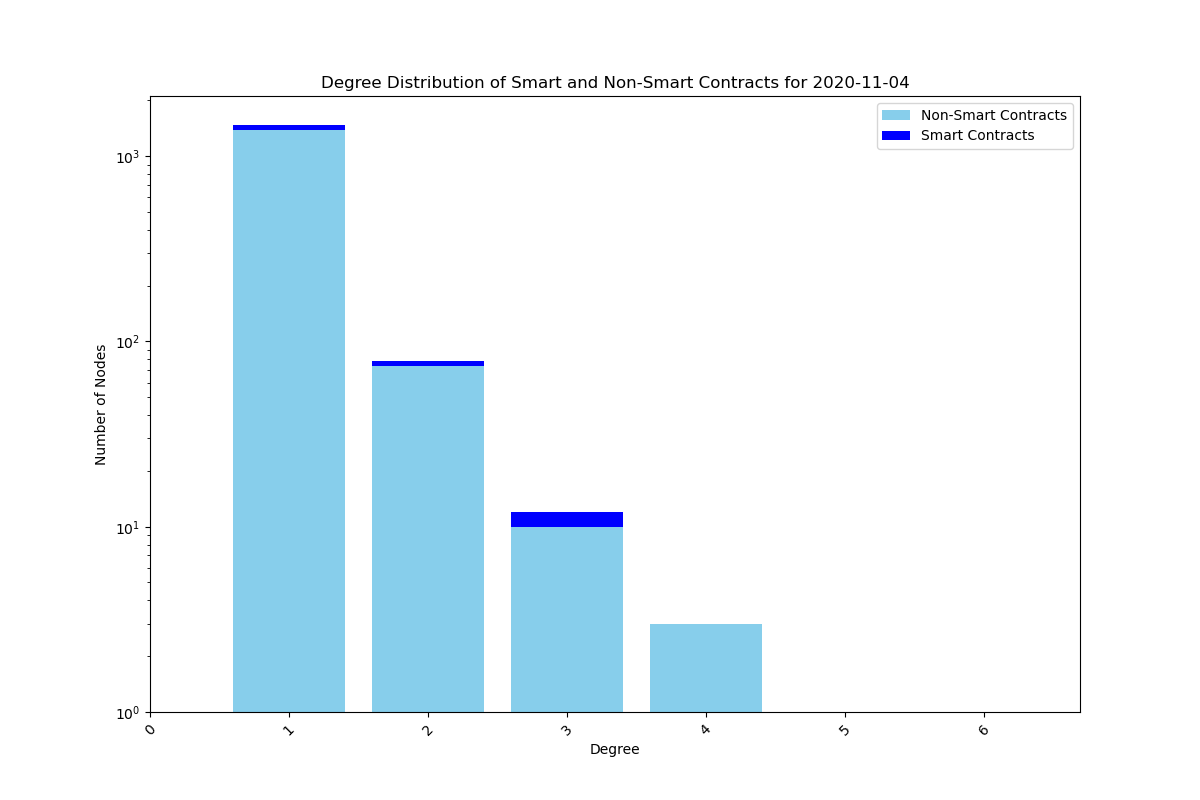 Degree Distribution of Smart and Non-Smart Contracts for 2020-11-04
Non-Smart Contracts
Smart Contracts
10³
10²
10¹
10⁰
Number of Nodes
0 1 2 3 4 5 6
Degree